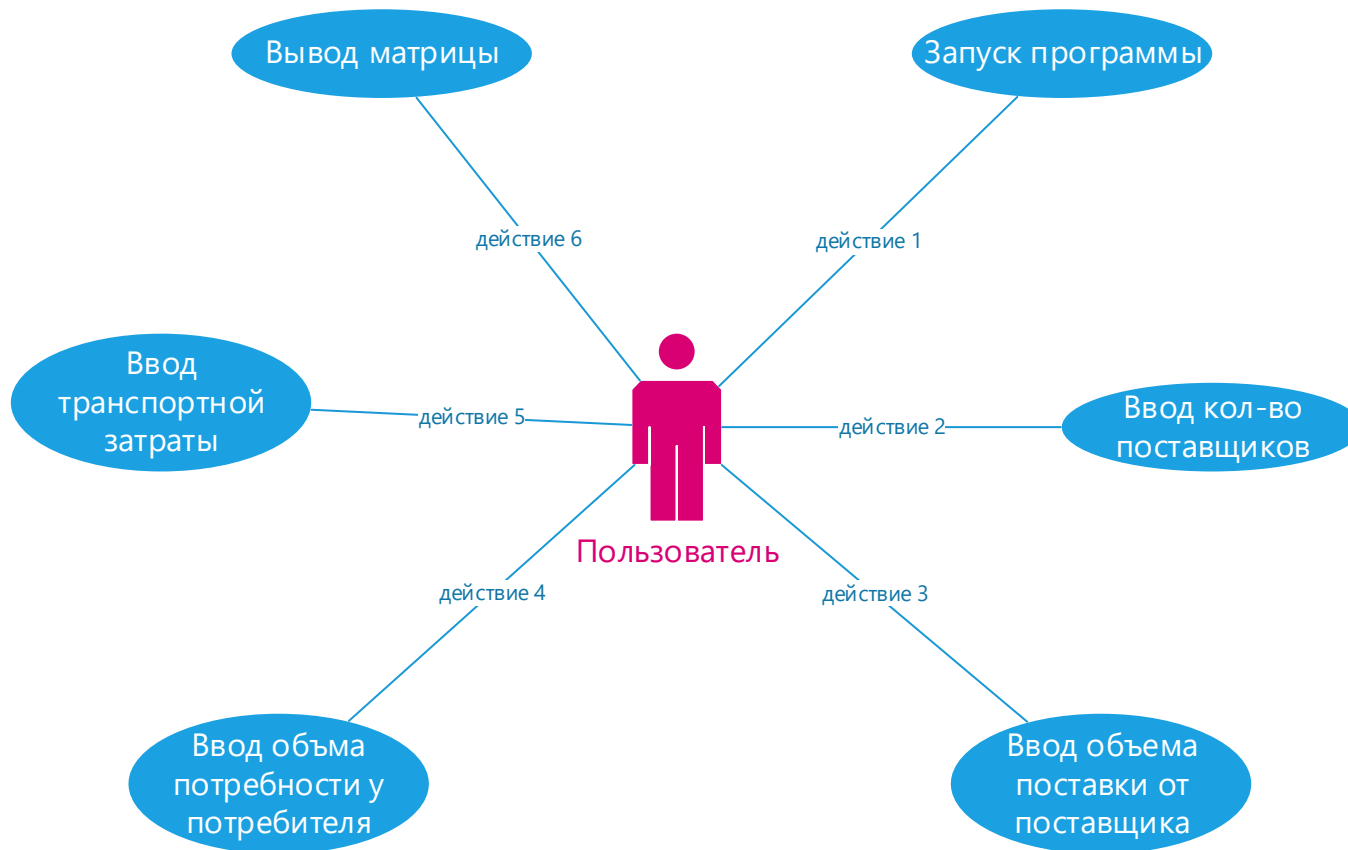 Вывод матрицы
Запуск программы
действие 6
действие 1
Ввод
транспортной
затраты
действие 5
действие 2
Ввод кол-во
поставщиков
Пользователь
действие 4
действие 3
Ввод объма
потребности у
потребителя
Ввод объема
поставки от
поставщика